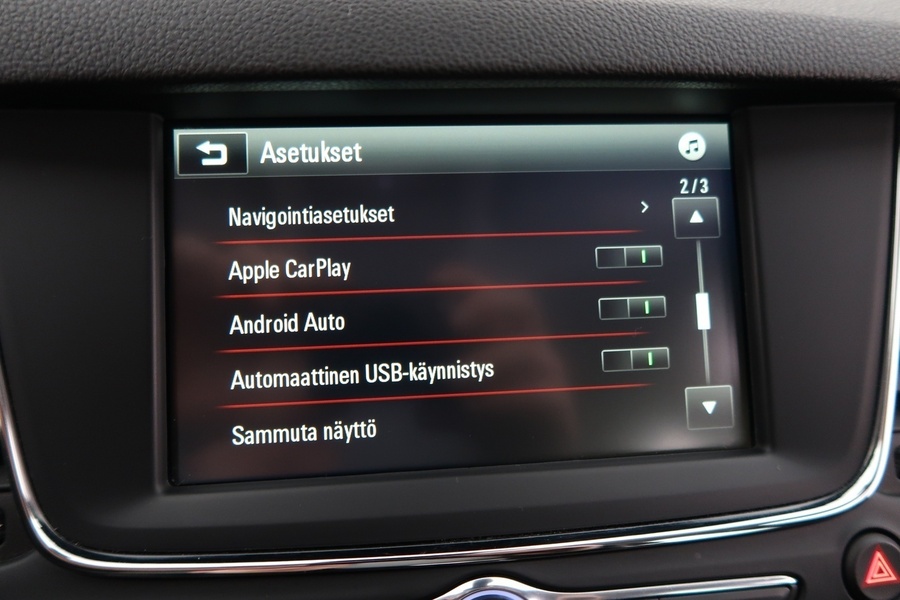 Asetukset
2/3
Navigointiasetukset
Apple CarPlay
Android Auto
Automaattinen USB-käynnistys
Sammuta näyttö